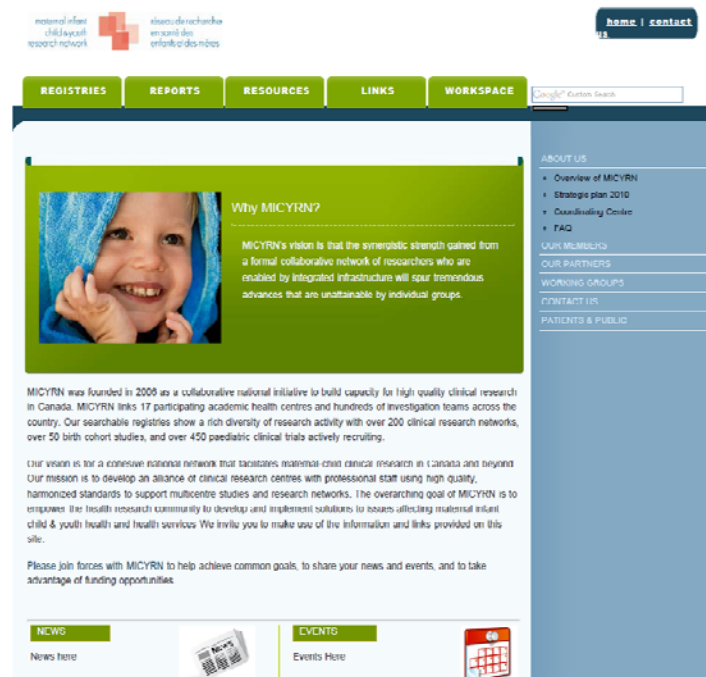 maternal infant
child & youth
research network
réseau de recherche
en santé des
enfants et des mères
home | contact
us
REGISTRIES
REPORTS
RESOURCES
LINKS
WORKSPACE
Google™ Custom Search
ABOUT US
Overview of MICYRN
Strategic plan 2010
Coordinating Centre
FAQ
OUR MEMBERS
OUR PARTNERS
WORKING GROUPS
CONTACT US
PATIENTS & PUBLIC
Why MICYRN?
MICYRN's vision is that the synergistic strength gained from
a formal collaborative network of researchers who are
enabled by integrated infrastructure will spur tremendous
advances that are unattainable by individual groups.
MICYRN was founded in 2006 as a collaborative national initiative to build capacity for high quality clinical research
in Canada. MICYRN links 17 participating academic health centres and hundreds of investigation teams across the
country. Our searchable registries show a rich diversity of research activity with over 200 clinical research networks,
over 50 birth cohort studies, and over 450 paediatric clinical trials actively recruiting.
Our vision is for a cohesive national network that facilitates maternal-child clinical research in Canada and beyond
Our mission is to develop an alliance of clinical research centres with professional staff using high quality,
harmonized standards to support multicentre studies and research networks. The overarching goal of MICYRN is to
empower the health research community to develop and implement solutions to issues affecting maternal infant
child & youth health and health services We invite you to make use of the information and links provided on this
site.
Please join forces with MICYRN to help achieve common goals, to share your news and events, and to take
advantage of funding opportunities
NEWS
News here
News
EVENTS
Events Here